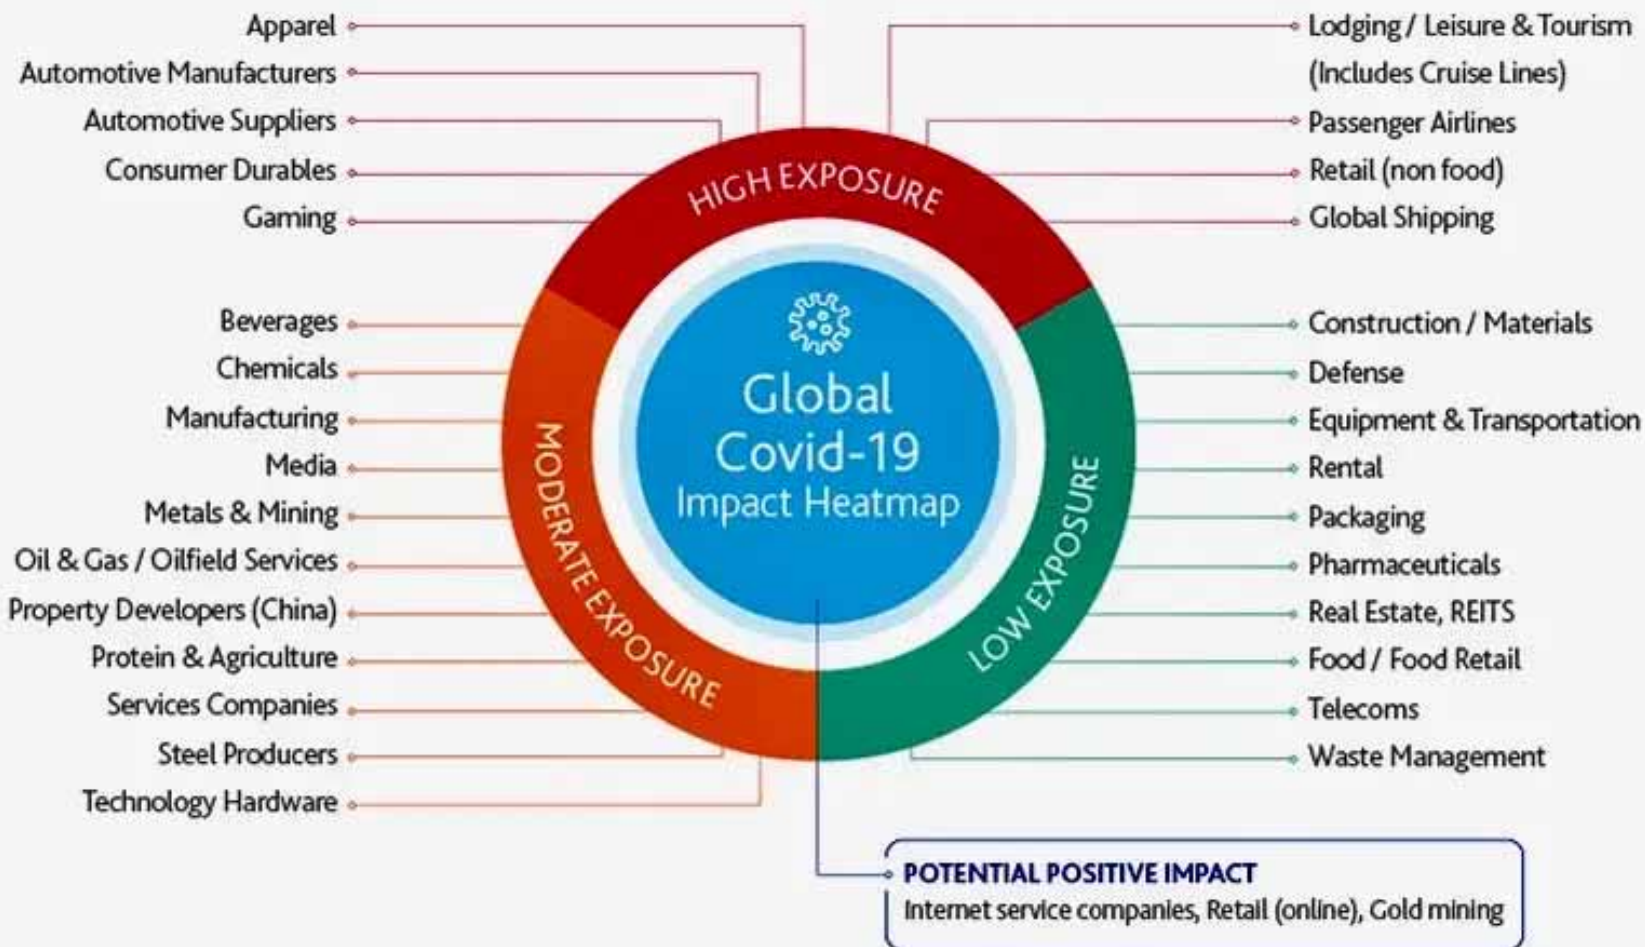 Apparel
Automotive Manufacturers
Automotive Suppliers
Consumer Durables
Gaming
Lodging / Leisure & Tourism
(Includes Cruise Lines)
Passenger Airlines
Retail (non food)
Global Shipping
HIGH EXPOSURE
Beverages
Chemicals
Manufacturing
Media
Metals & Mining
Oil & Gas / Oilfield Services
Property Developers (China)
Protein & Agriculture
Services Companies
Steel Producers
Technology Hardware
MODERATE EXPOSURE
Global
Covid-19
Impact Heatmap
LOW EXPOSURE
Construction / Materials
Defense
Equipment & Transportation
Rental
Packaging
Pharmaceuticals
Real Estate, REITS
Food / Food Retail
Telecoms
Waste Management
POTENTIAL POSITIVE IMPACT
Internet service companies, Retail (online), Gold mining